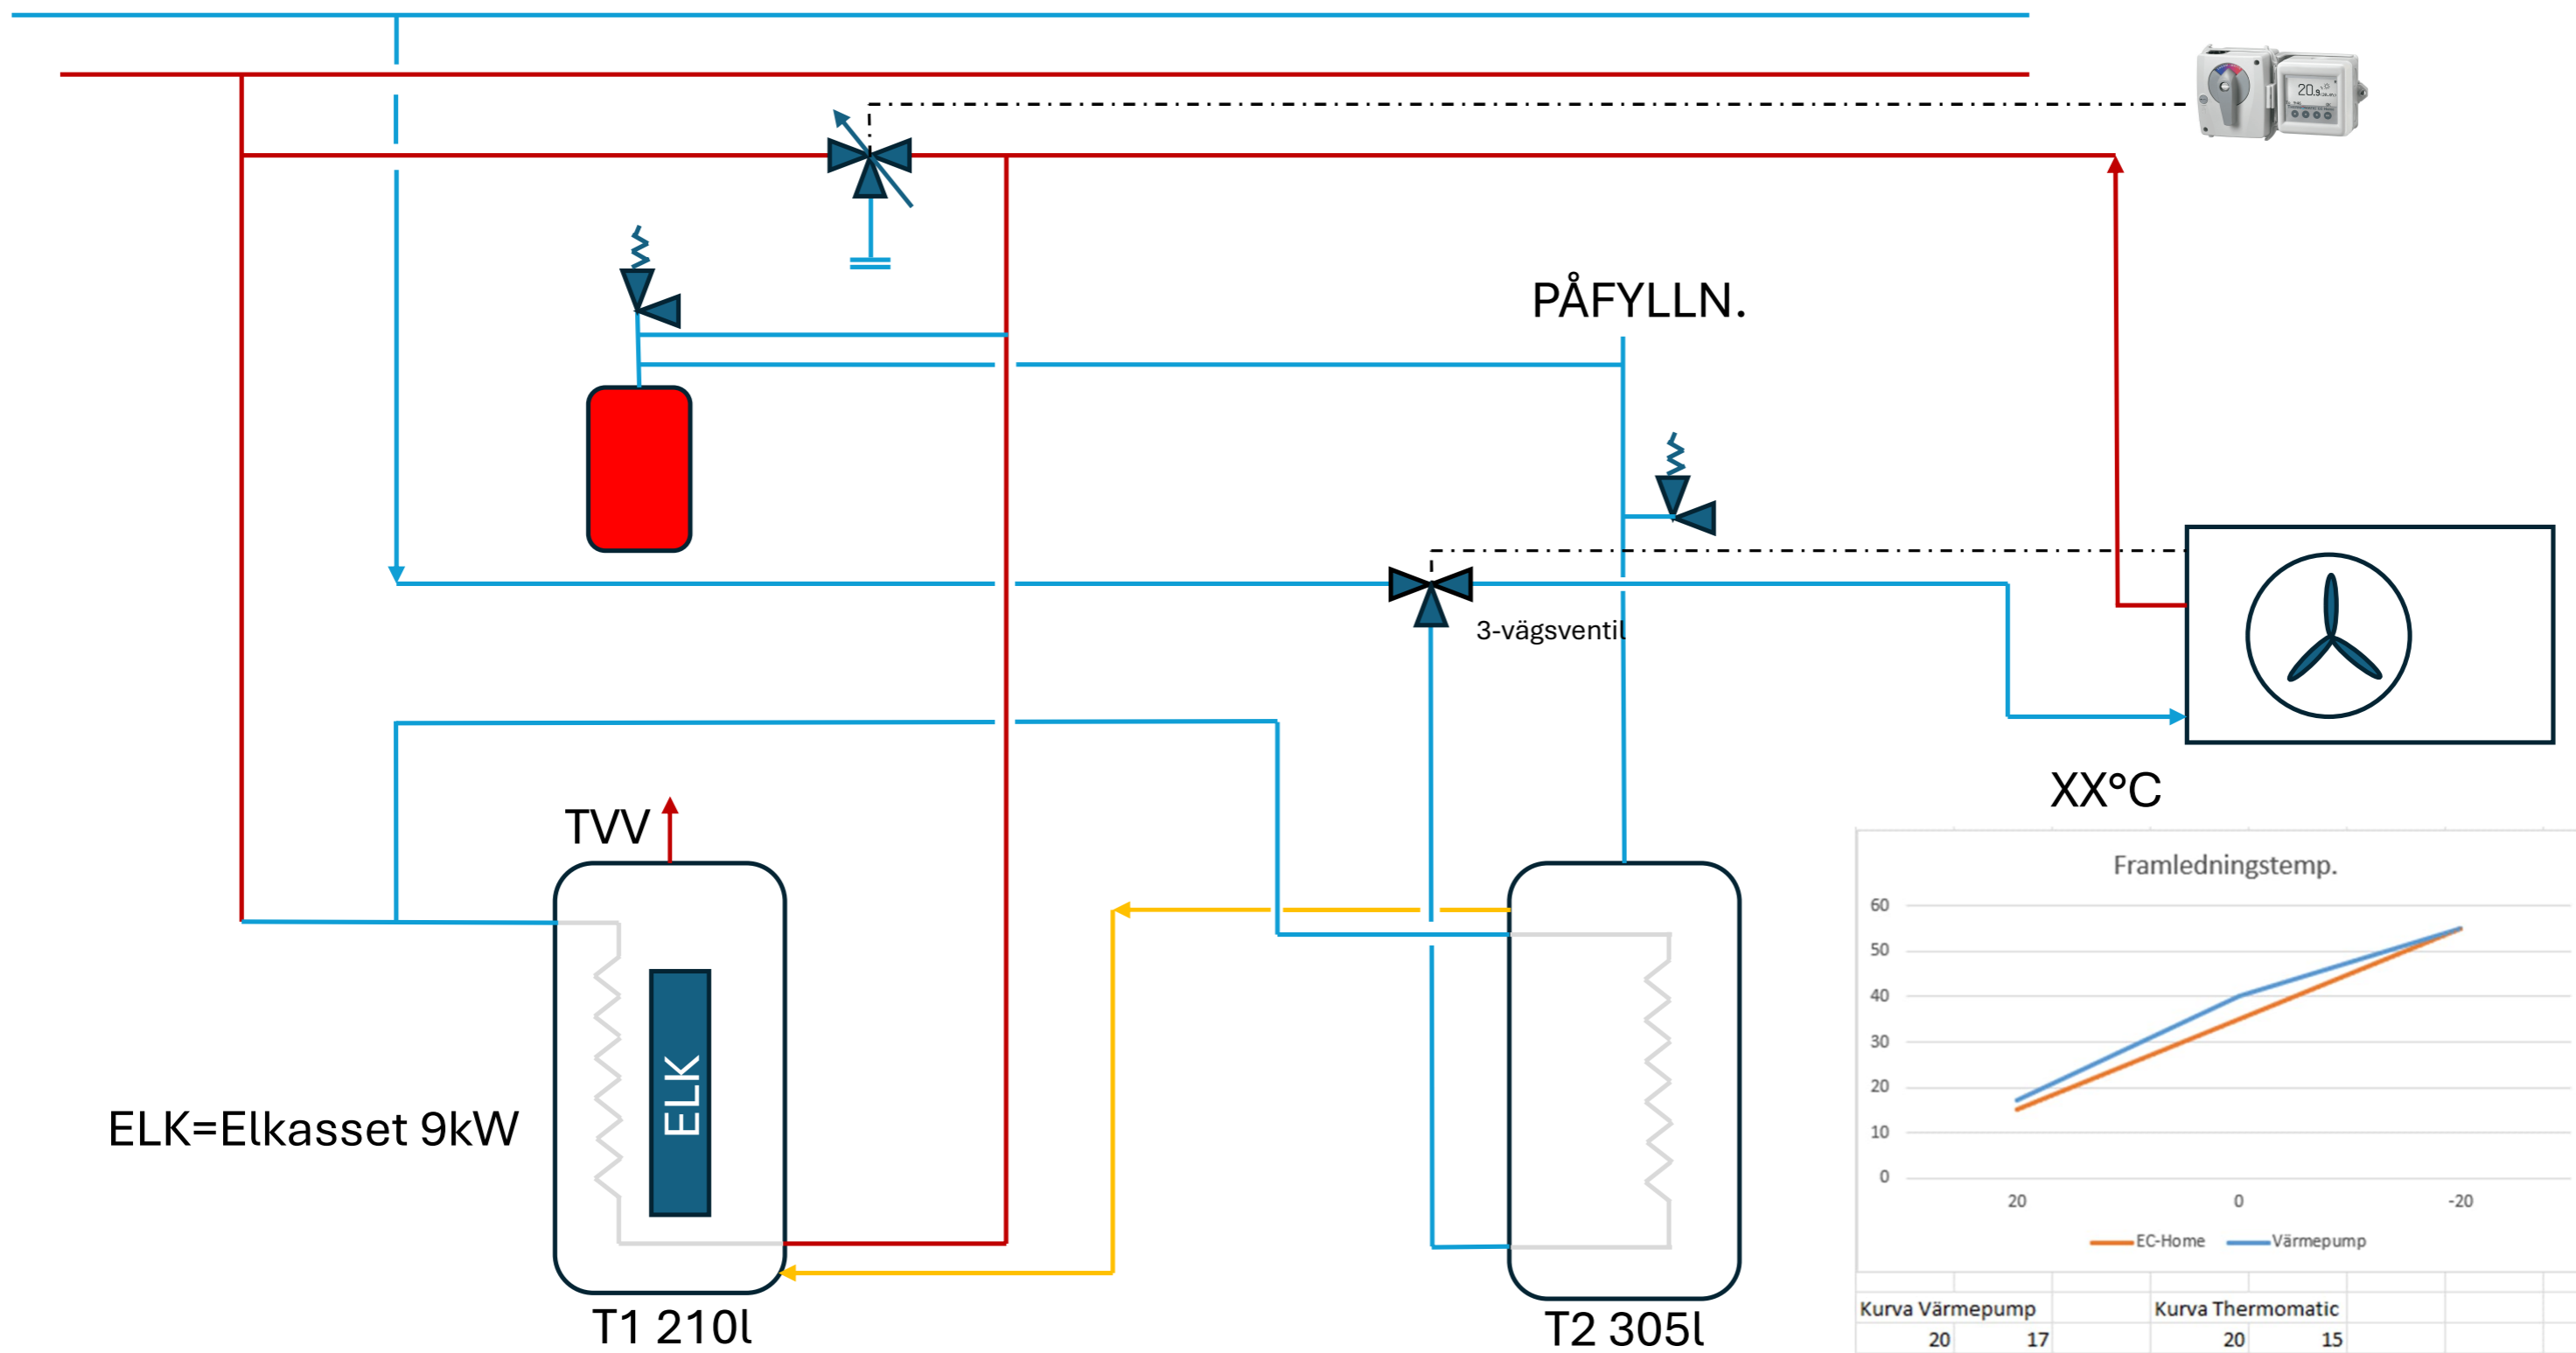 20.5
PÅFYLLN.
3-vägsventil
XX°C
TVV
ELK
ELK=Elkasset 9kW
T1 210l
T2 305l
Framledningstemp.
60
50
40
30
20
10
0
20 0 -20
EC-Home Värmepump
Kurva Värmepump Kurva Thermomatic
20 17 20 15